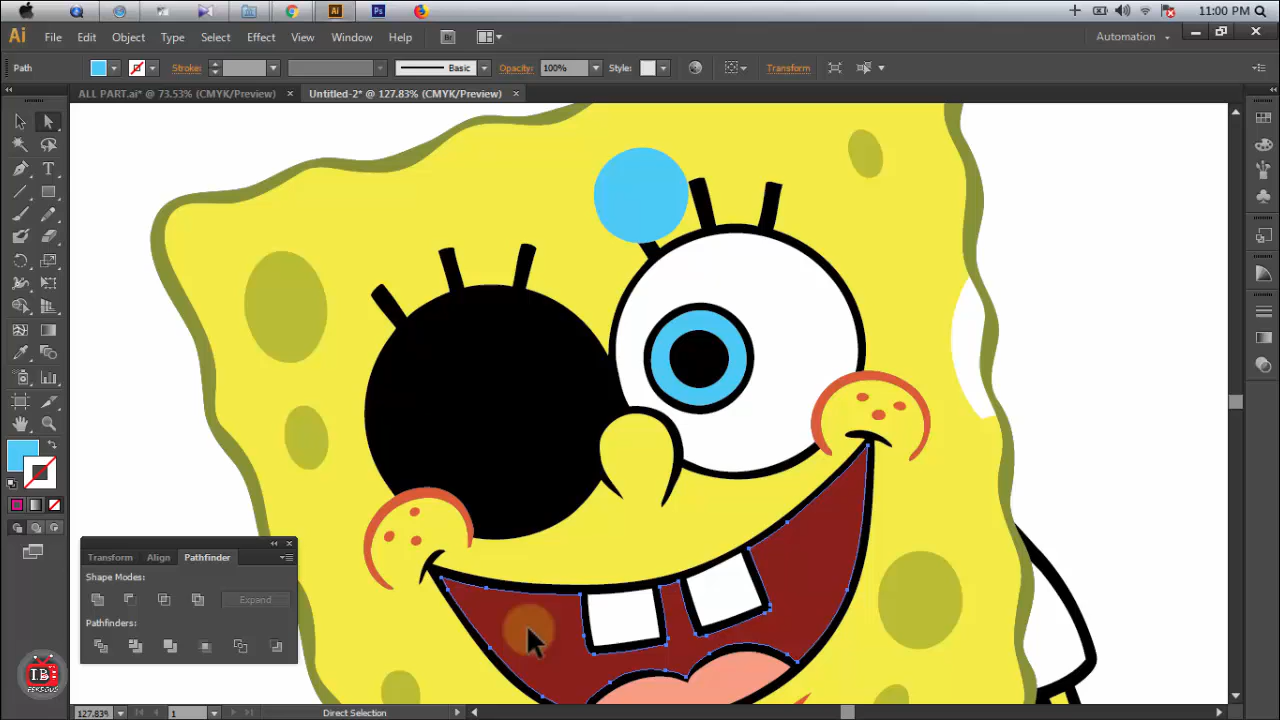 11:00 PM
Ai File Edit Object Type Select Effect View Window Help Br Automation
Path Stroke: Basic Opacity: 100% Style: Transform
ALL PART.ai* @ 73.53% (CMYK/Preview) × Untitled-2* @ 127.83% (CMYK/Preview) ×
Transform Align Pathfinder
Shape Modes:
Expand
Pathfinders:
127.83% 1 Direct Selection